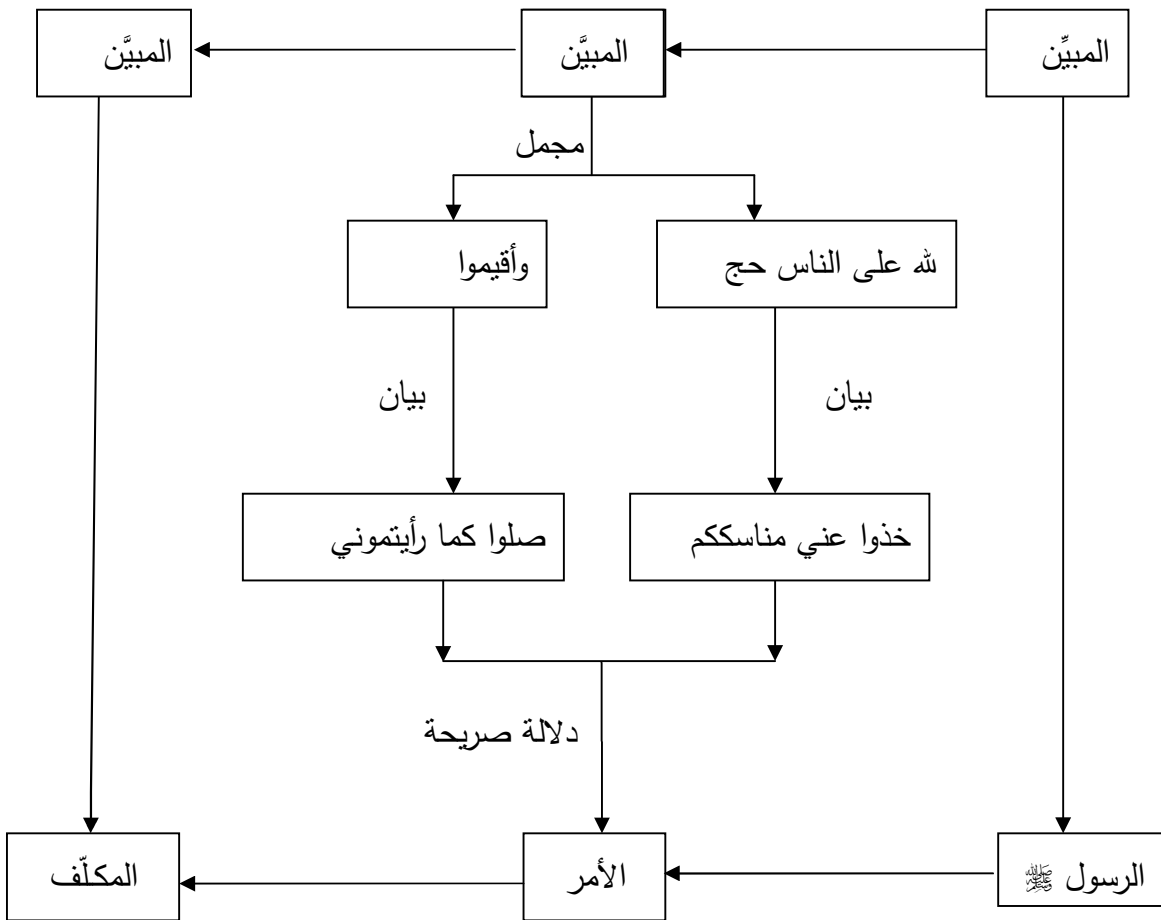 المبيِّن
المبيَّن
المبيَّن
مجمل
لله على الناس حج
وأقيموا
بيان
بيان
خذوا عني مناسككم
صلوا كما رأيتموني
دلالة صريحة
الرسول ﷺ
الأمر
المكلّف